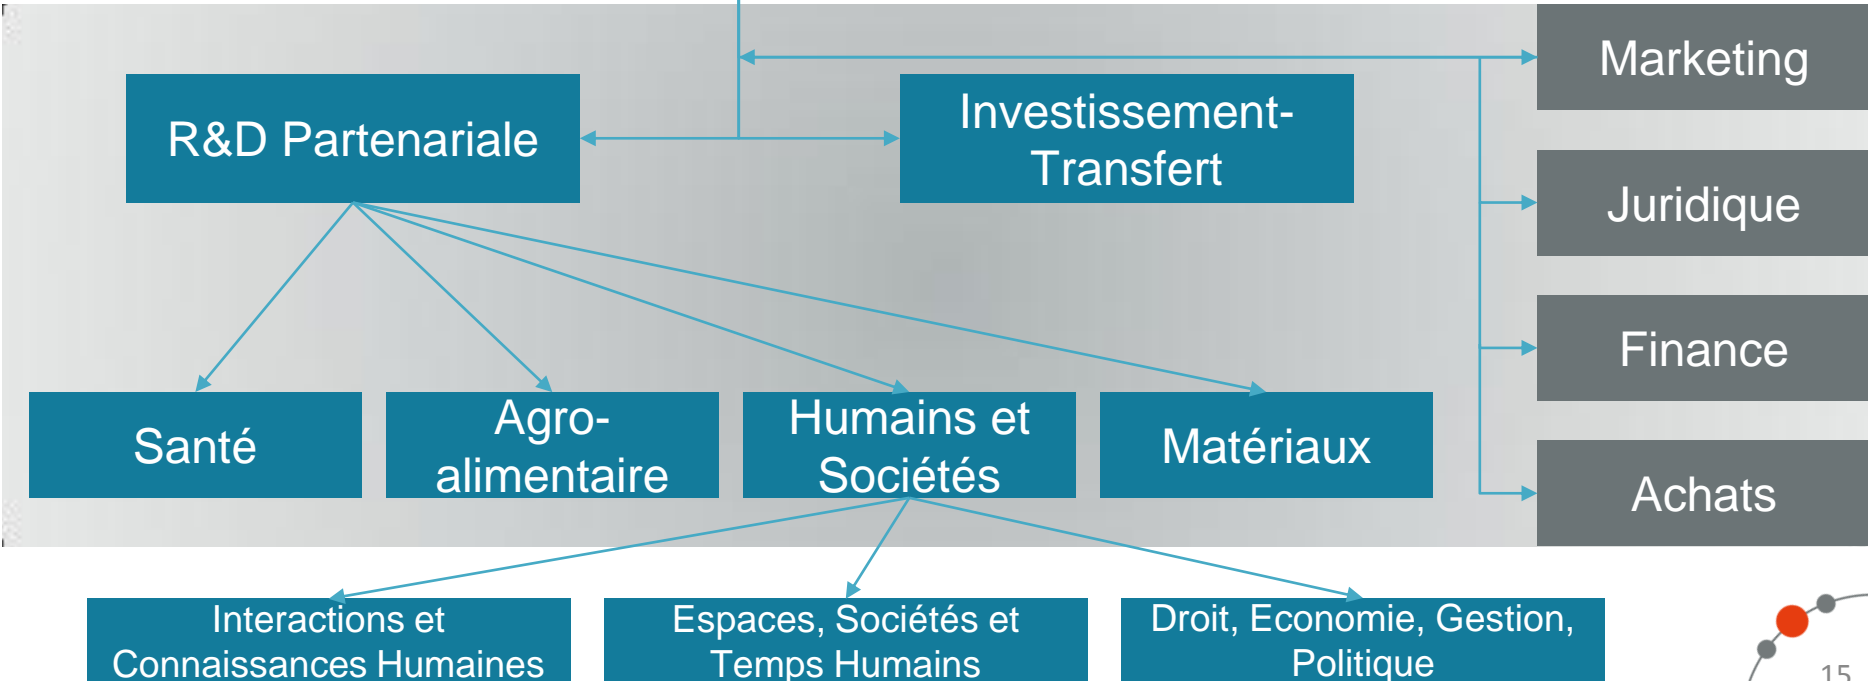 Marketing
R&D Partenariale
Investissement-
Transfert
Juridique
Finance
Santé
Agro-
alimentaire
Humains et
Sociétés
Matériaux
Achats
Interactions et
Connaissances Humaines
Espaces, Sociétés et
Temps Humains
Droit, Economie, Gestion,
Politique
15